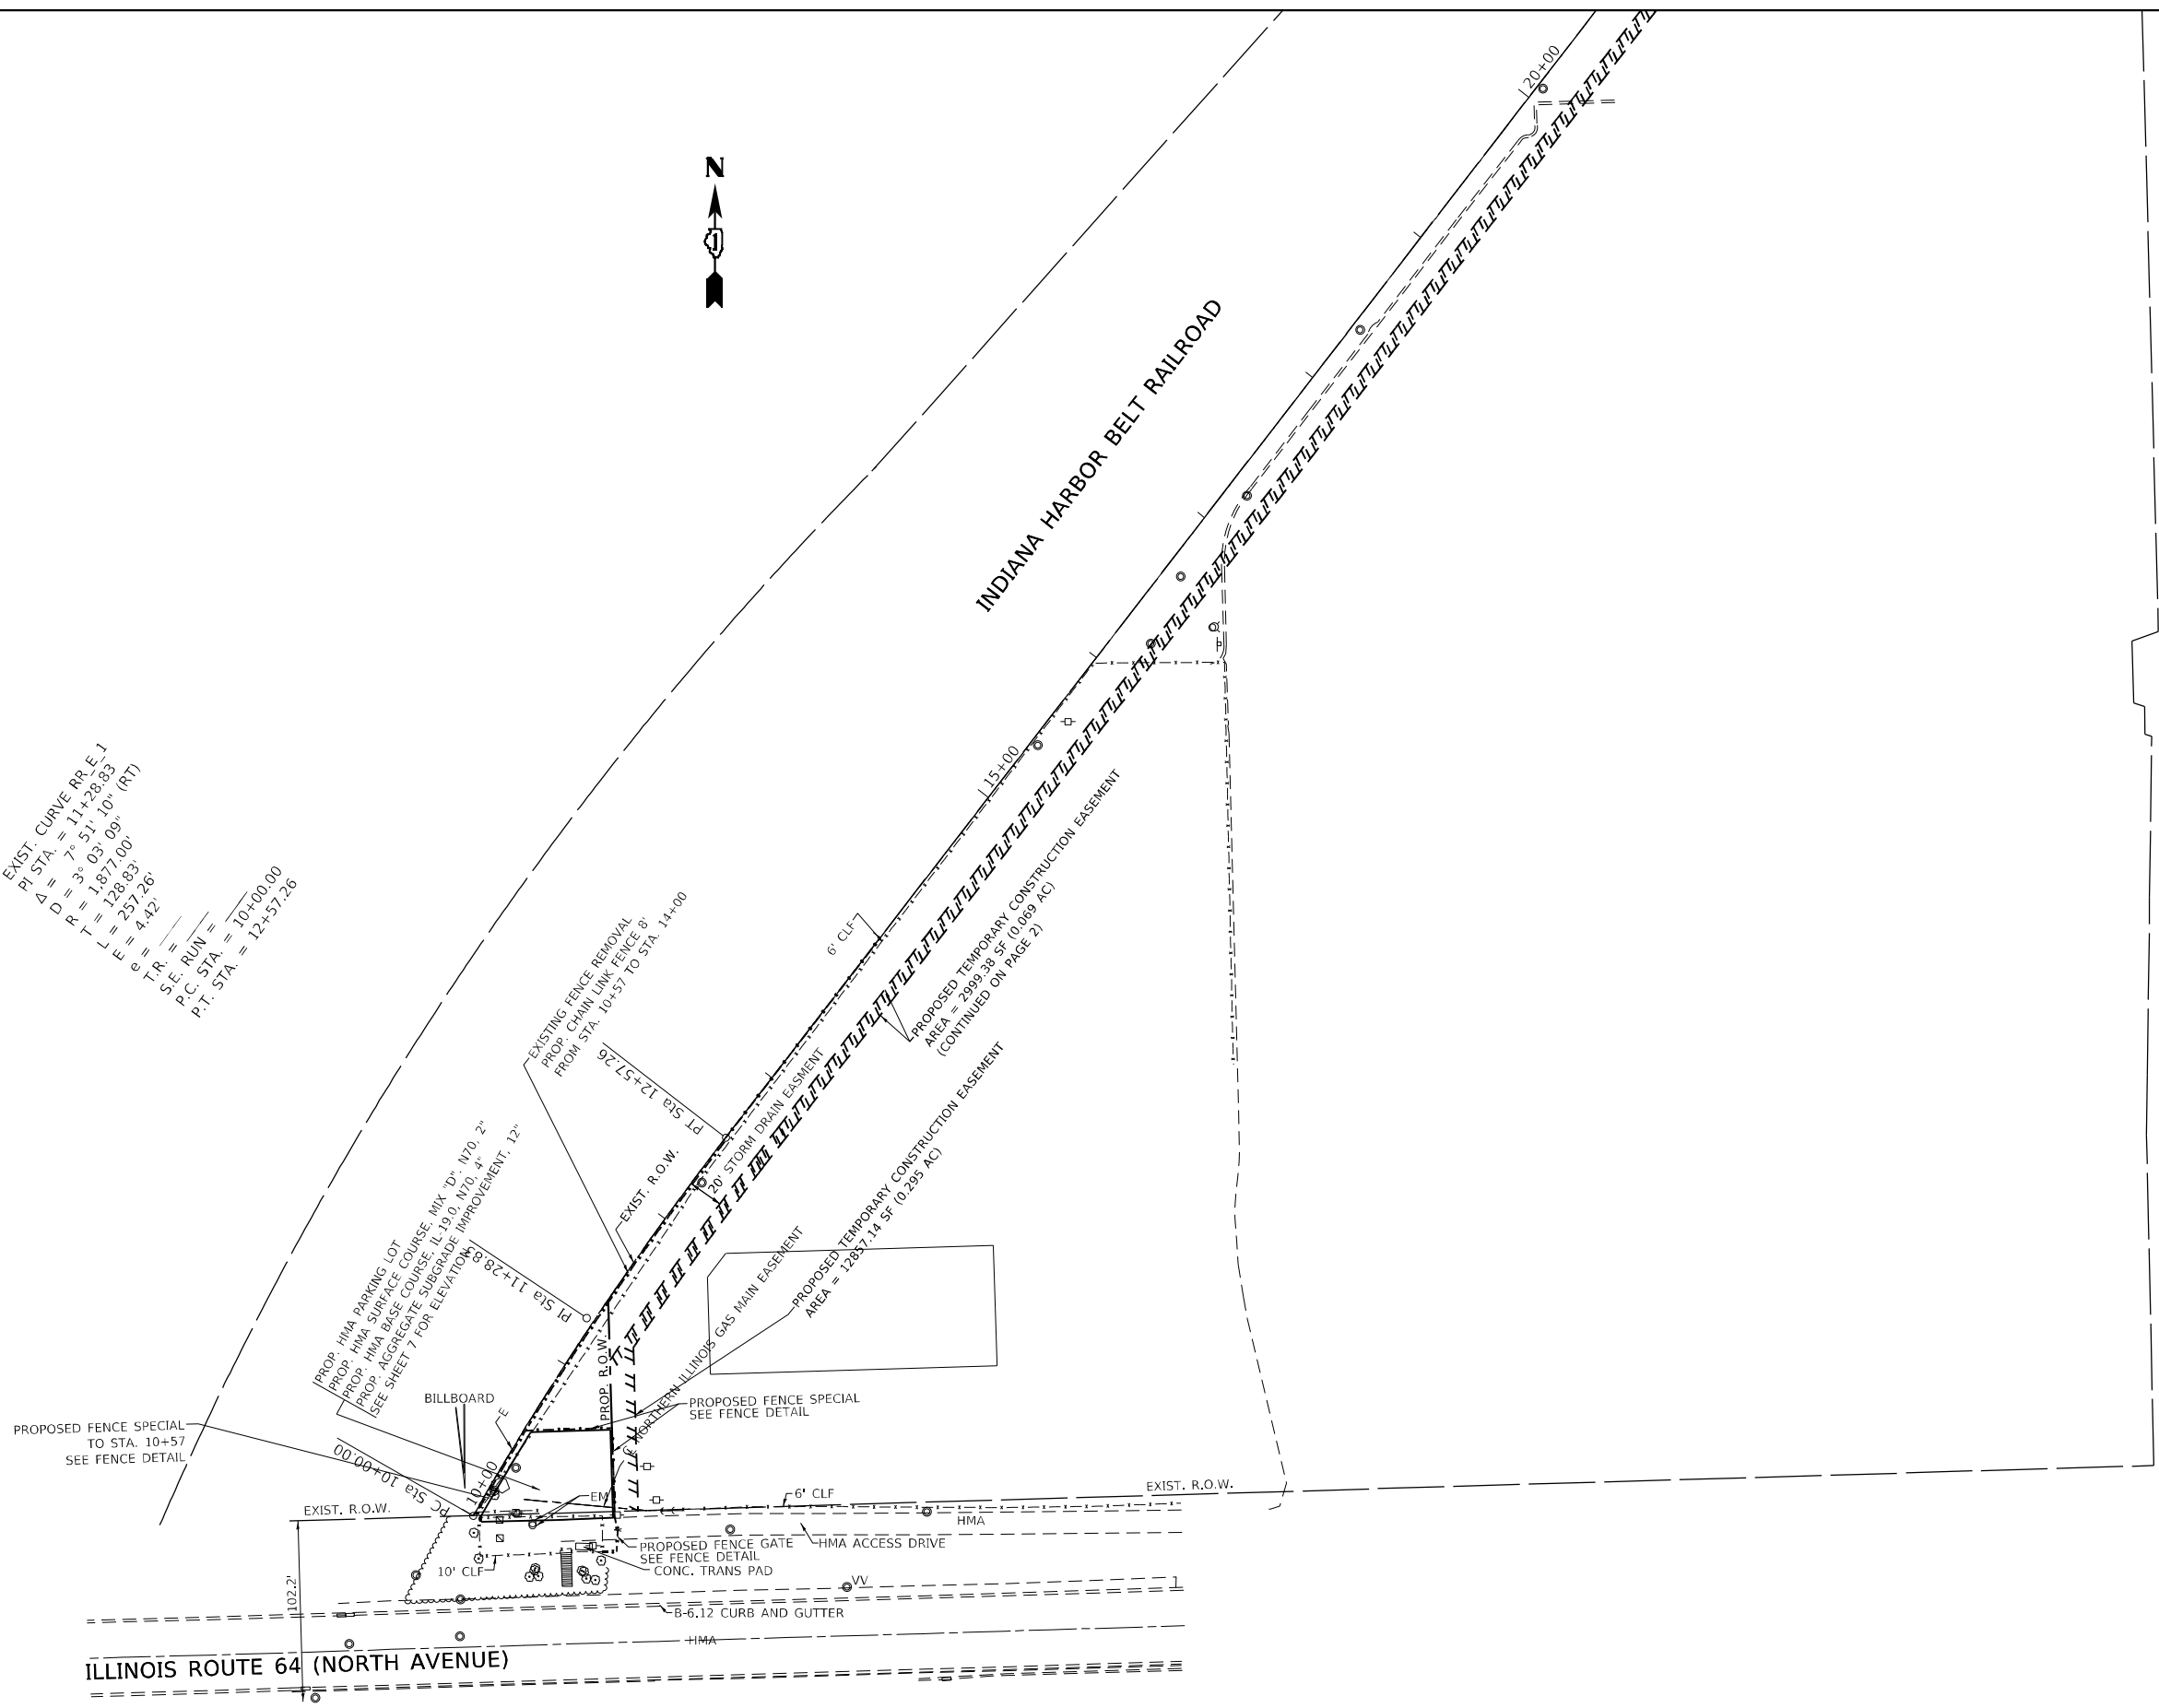 N
20+00
INDIANA HARBOR BELT RAILROAD
EXIST. CURVE RR_E_1
PI STA. = 11+28.83
Δ = 7° 51' 10" (RT)
D = 3° 03' 09"
R = 1,877.00'
T = 128.83'
L = 257.26'
E = 4.42'
e = ____
T.R. = ____
S.E. RUN = ____
P.C. STA. = 10+00.00
P.T. STA. = 12+57.26
15+00
6' CLF
PROPOSED TEMPORARY CONSTRUCTION EASEMENT
AREA = 2999.38 SF (0.069 AC)
(CONTINUED ON PAGE 2)
EXISTING FENCE REMOVAL
PROP. CHAIN LINK FENCE 8'
FROM STA. 10+57 TO STA. 14+00
PT Sta 12+57.26
20' STORM DRAIN EASMENT
EXIST. R.O.W.
PROPOSED TEMPORARY CONSTRUCTION EASEMENT
AREA = 12857.14 SF (0.295 AC)
PROP. HMA PARKING LOT
PROP. HMA SURFACE COURSE, MIX "D", N70, 2"
PROP. HMA BASE COURSE, IL-19.0, N70, 4"
PROP. AGGREGATE SUBGRADE IMPROVEMENT, 12"
SEE SHEET 7 FOR ELEVATION
PI Sta 11+28.83
PROP. R.O.W.
NORTHERN ILLINOIS GAS MAIN EASEMENT
BILLBOARD
E
PROPOSED FENCE SPECIAL
SEE FENCE DETAIL
PROPOSED FENCE SPECIAL
TO STA. 10+57
SEE FENCE DETAIL
PC Sta 10+00.00
10+00
EM
6' CLF
EXIST. R.O.W.
EXIST. R.O.W.
HMA
PROPOSED FENCE GATE
SEE FENCE DETAIL
HMA ACCESS DRIVE
CONC. TRANS PAD
10' CLF
102.2'
VV
B-6.12 CURB AND GUTTER
HMA
ILLINOIS ROUTE 64 (NORTH AVENUE)